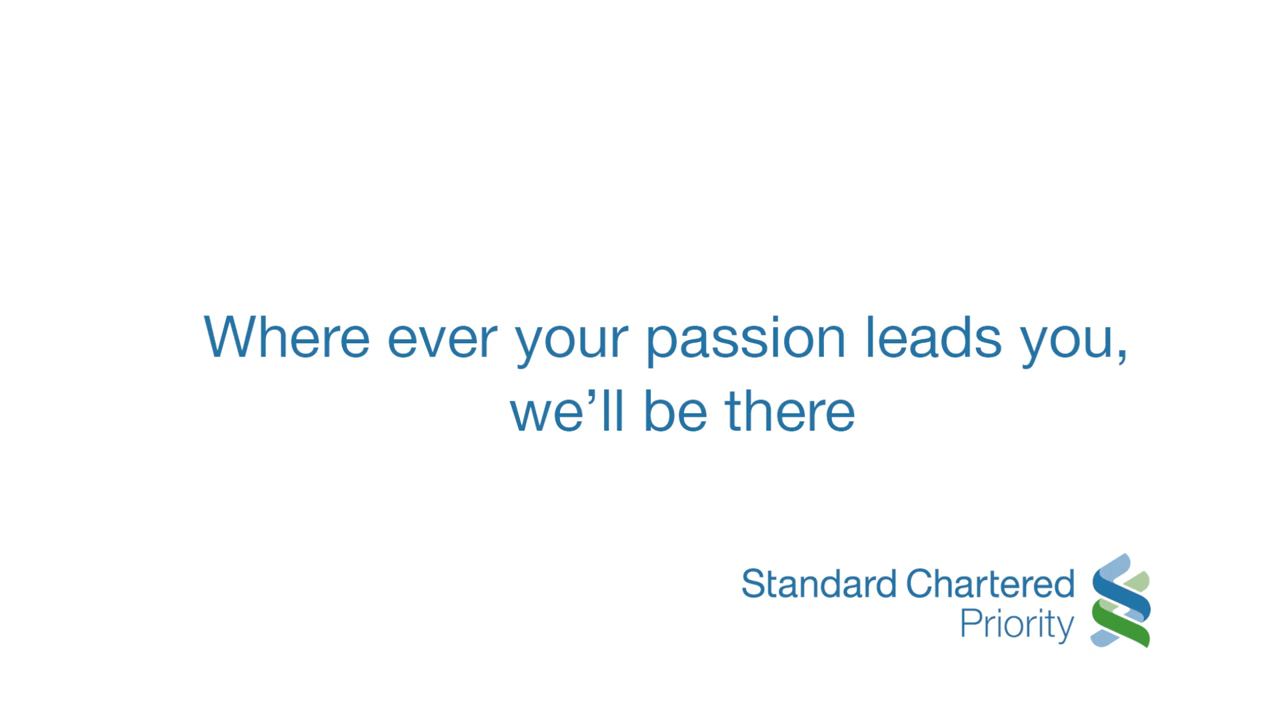 Where ever your passion leads you,
we’ll be there
Standard Chartered
Priority